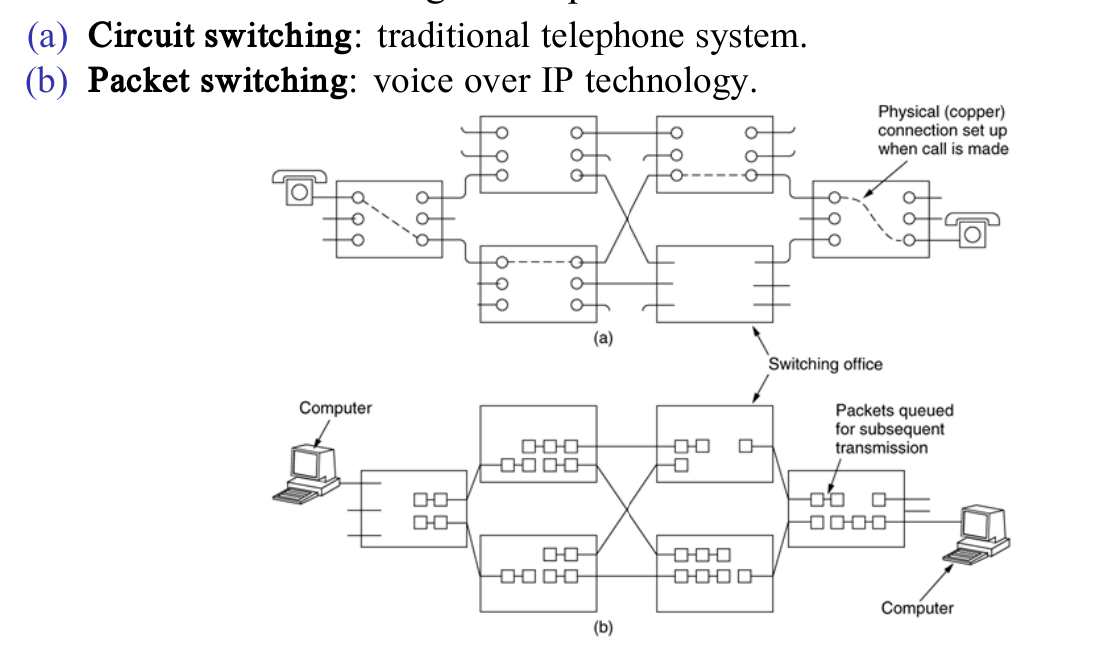 (a) Circuit switching: traditional telephone system.
(b) Packet switching: voice over IP technology.
Physical (copper)
connection set up
when call is made
(a)
Switching office
Computer
Packets queued
for subsequent
transmission
Computer
(b)